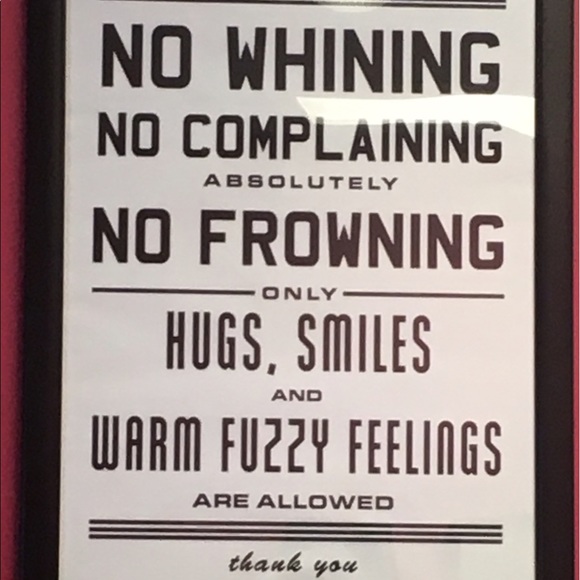 NO WHINING
NO COMPLAINING
ABSOLUTELY
NO FROWNING
ONLY
HUGS, SMILES
AND
WARM FUZZY FEELINGS
ARE ALLOWED
thank you